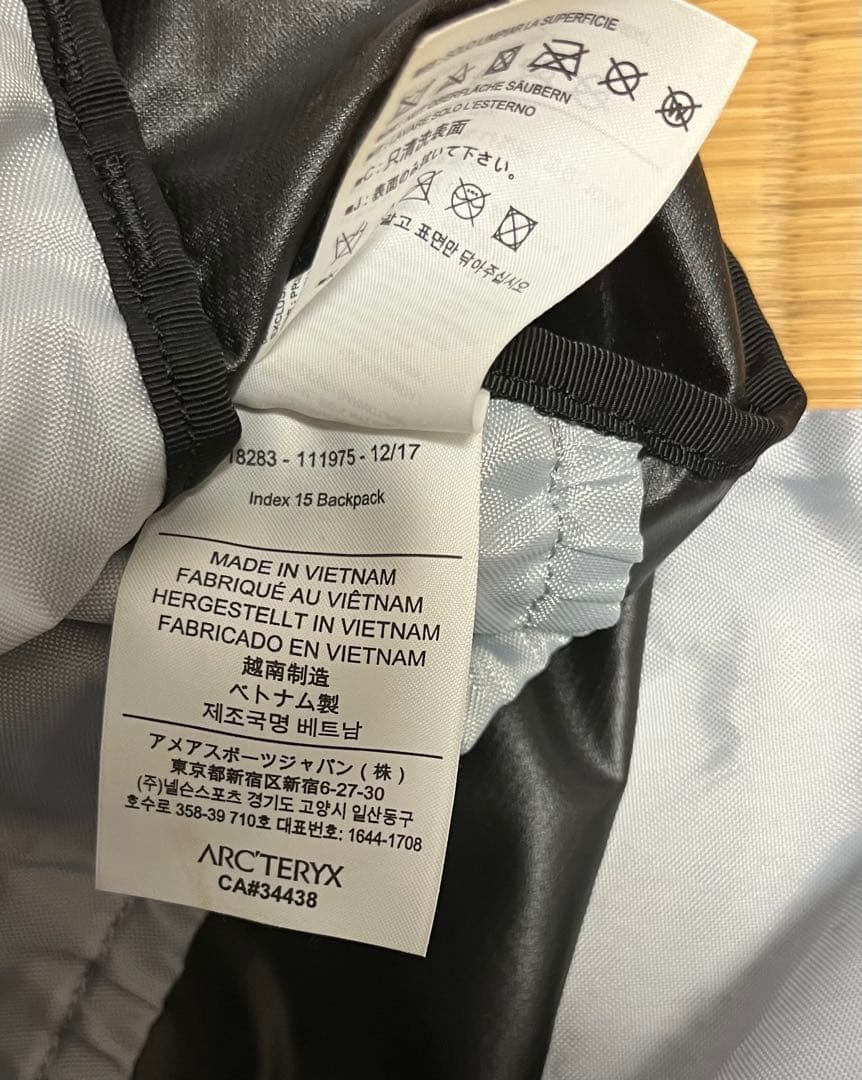 SOLO LIMPIAR LA SUPERFICIE
OBERFLÄCHE SÄUBERN
LAVARE SOLO L'ESTERNO
C: 只清洗表面
J: 表面のみ拭いて下さい。
표면만 닦아주십시오
18283 - 111975 - 12/17
Index 15 Backpack
MADE IN VIETNAM
FABRIQUÉ AU VIÊTNAM
HERGESTELLT IN VIETNAM
FABRICADO EN VIETNAM
越南制造
ベトナム製
제조국명 베트남
アメアスポーツジャパン(株)
東京都新宿区新宿6-27-30
(주)넬슨스포츠 경기도 고양시 일산동구
호수로 358-39 710호 대표번호: 1644-1708
ARC'TERYX
CA#34438